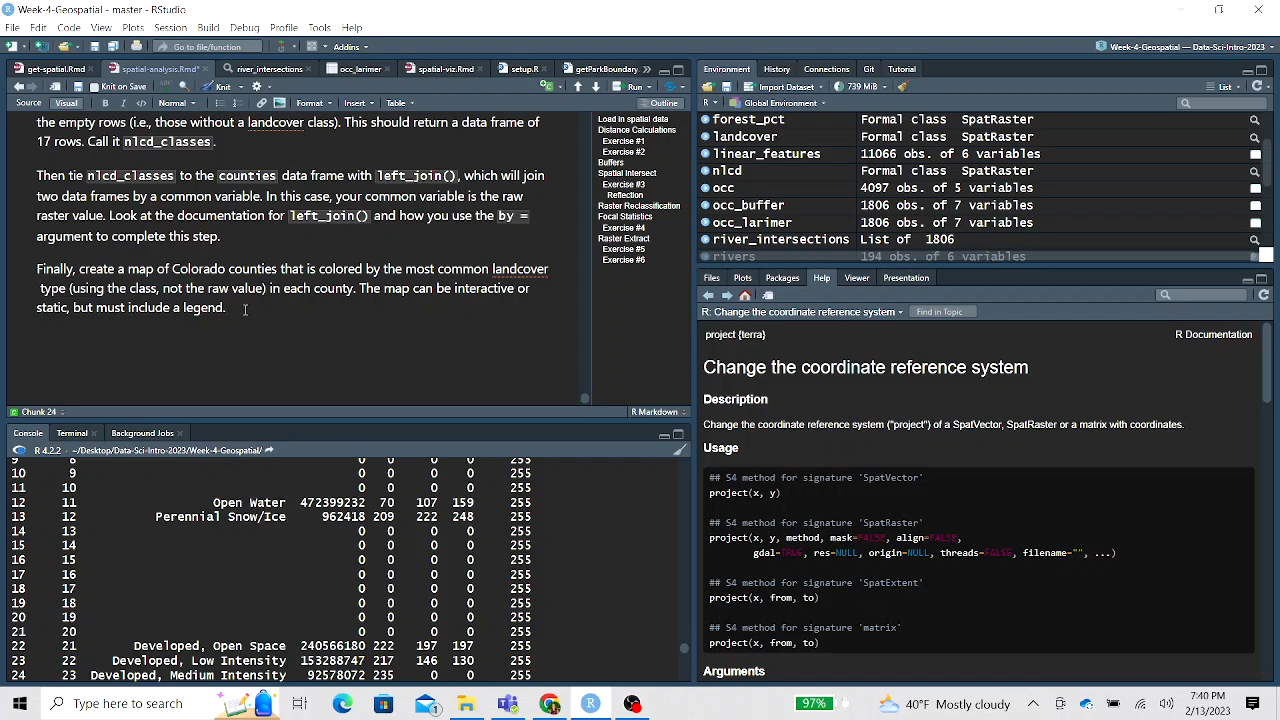 Week-4-Geospatial - master - RStudio
File Edit Code View Plots Session Build Debug Profile Tools Help
Go to file/function Addins Week-4-Geospatial — Data-Sci-Intro-2023
get-spatial.Rmd spatial-analysis.Rmd* river_intersections occ_larimer spatial-viz.Rmd setup.R getParkBoundary
Knit on Save Knit Run
Source Visual B I Normal Format Insert Table Outline
the empty rows (i.e., those without a landcover class). This should return a data frame of
17 rows. Call it nlcd_classes.
Then tie nlcd_classes to the counties data frame with left_join(), which will join
two data frames by a common variable. In this case, your common variable is the raw
raster value. Look at the documentation for left_join() and how you use the by =
argument to complete this step.
Finally, create a map of Colorado counties that is colored by the most common landcover
type (using the class, not the raw value) in each county. The map can be interactive or
static, but must include a legend.
Load in spatial data
Distance Calculations
Exercise #1
Exercise #2
Buffers
Spatial Intersect
Exercise #3
Reflection
Raster Reclassification
Focal Statistics
Exercise #4
Raster Extract
Exercise #5
Exercise #6
Chunk 24 R Markdown
Console Terminal Background Jobs
R 4.2.2 · ~/Desktop/Data-Sci-Intro-2023/Week-4-Geospatial/
9 8 0 0 0 0 255
10 9 0 0 0 0 255
11 10 0 0 0 0 255
12 11 Open Water 472399232 70 107 159 255
13 12 Perennial Snow/Ice 962418 209 222 248 255
14 13 0 0 0 0 255
15 14 0 0 0 0 255
16 15 0 0 0 0 255
17 16 0 0 0 0 255
18 17 0 0 0 0 255
19 18 0 0 0 0 255
20 19 0 0 0 0 255
21 20 0 0 0 0 255
22 21 Developed, Open Space 240566180 222 197 197 255
23 22 Developed, Low Intensity 153288747 217 146 130 255
24 23 Developed, Medium Intensity 92578072 235 0 0 255
Environment History Connections Git Tutorial
Import Dataset 739 MiB List
R Global Environment
forest_pct Formal class SpatRaster
landcover Formal class SpatRaster
linear_features 11066 obs. of 6 variables
nlcd Formal class SpatRaster
occ 4097 obs. of 5 variables
occ_buffer 1806 obs. of 7 variables
occ_larimer 1806 obs. of 7 variables
river_intersections List of 1806
rivers 194 obs. of 6 variables
Files Plots Packages Help Viewer Presentation
R: Change the coordinate reference system Find in Topic
project {terra} R Documentation
Change the coordinate reference system
Description
Change the coordinate reference system ("project") of a SpatVector, SpatRaster or a matrix with coordinates.
Usage
## S4 method for signature 'SpatVector'
project(x, y)
## S4 method for signature 'SpatRaster'
project(x, y, method, mask=FALSE, align=FALSE,
gdal=TRUE, res=NULL, origin=NULL, threads=FALSE, filename="", ...)
## S4 method for signature 'SpatExtent'
project(x, from, to)
## S4 method for signature 'matrix'
project(x, from, to)
Arguments
Type here to search 97% 40°F Mostly cloudy 7:40 PM
2/13/2023